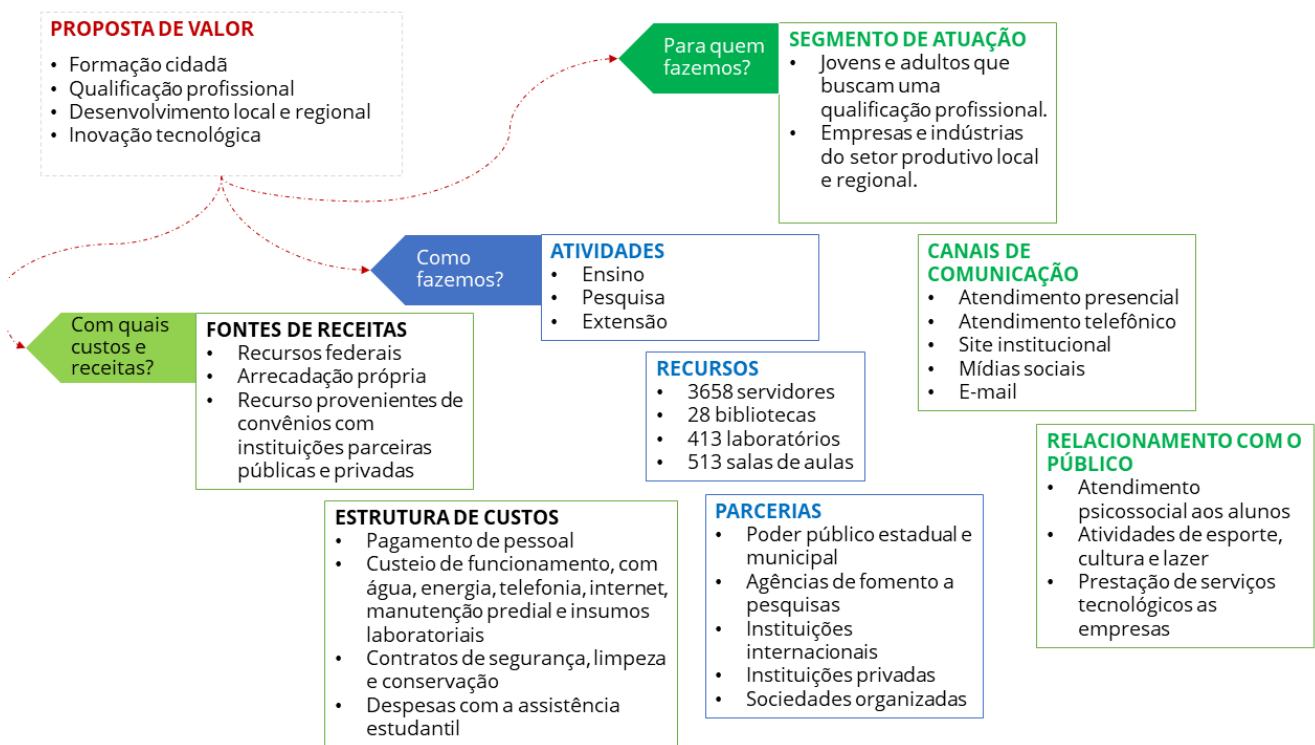 PROPOSTA DE VALOR
• Formação cidadã
• Qualificação profissional
• Desenvolvimento local e regional
• Inovação tecnológica
Para quem
fazemos?
SEGMENTO DE ATUAÇÃO
• Jovens e adultos que
buscam uma
qualificação profissional.
• Empresas e indústrias
do setor produtivo local
e regional.
Como
fazemos?
ATIVIDADES
• Ensino
• Pesquisa
• Extensão
CANAIS DE
COMUNICAÇÃO
• Atendimento presencial
• Atendimento telefônico
• Site institucional
• Mídias sociais
• E-mail
Com quais
custos e
receitas?
FONTES DE RECEITAS
• Recursos federais
• Arrecadação própria
• Recurso provenientes de
convênios com
instituições parceiras
públicas e privadas
RECURSOS
• 3658 servidores
• 28 bibliotecas
• 413 laboratórios
• 513 salas de aulas
RELACIONAMENTO COM O
PÚBLICO
• Atendimento
psicossocial aos alunos
• Atividades de esporte,
cultura e lazer
• Prestação de serviços
tecnológicos as
empresas
ESTRUTURA DE CUSTOS
• Pagamento de pessoal
• Custeio de funcionamento, com
água, energia, telefonia, internet,
manutenção predial e insumos
laboratoriais
• Contratos de segurança, limpeza
e conservação
• Despesas com a assistência
estudantil
PARCERIAS
• Poder público estadual e
municipal
• Agências de fomento a
pesquisas
• Instituições
internacionais
• Instituições privadas
• Sociedades organizadas